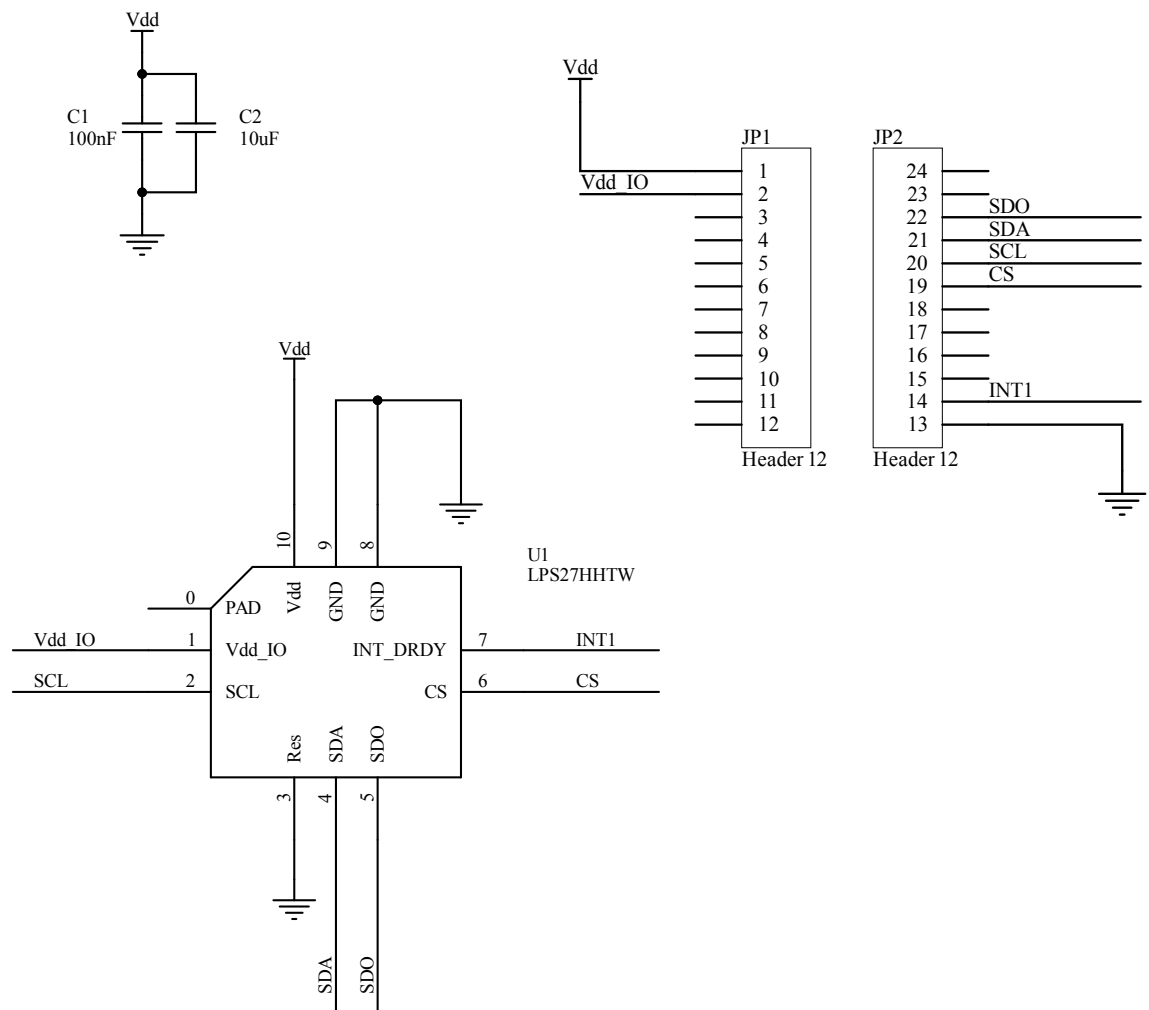 Vdd
C1
100nF
C2
10uF
Vdd
Vdd_IO
JP1
1
2
3
4
5
6
7
8
9
10
11
12
Header 12
JP2
24
23
22
21
20
19
18
17
16
15
14
13
Header 12
SDO
SDA
SCL
CS
INT1
Vdd
U1
LPS27HHTW
10
9
8
Vdd
GND
GND
0
PAD
Vdd_IO
1
Vdd_IO
INT_DRDY
7
INT1
SCL
2
SCL
CS
6
CS
Res
SDA
SDO
3
4
5
SDA
SDO